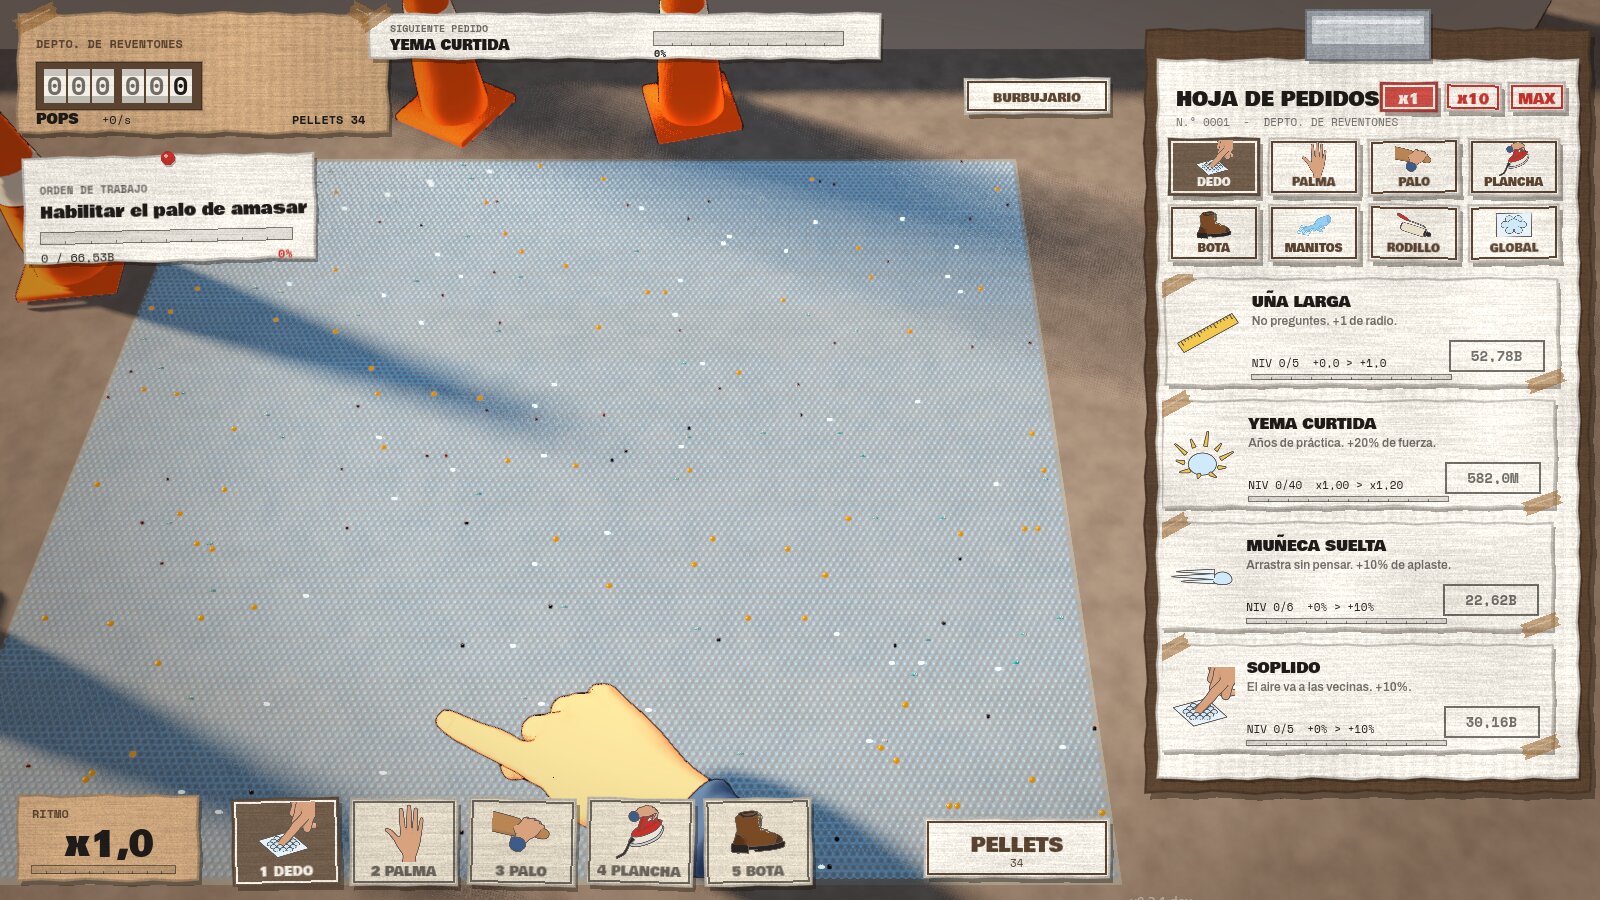 DEPTO. DE REVENTONES
000 000
POPS +0/s PELLETS 34
SIGUIENTE PEDIDO
YEMA CURTIDA
0%
BURBUJARIO
ORDEN DE TRABAJO
Habilitar el palo de amasar
0 / 66,53B 0%
HOJA DE PEDIDOS x1 x10 MAX
N.° 0001 - DEPTO. DE REVENTONES
DEDO PALMA PALO PLANCHA
BOTA MANITOS RODILLO GLOBAL
UÑA LARGA
No preguntes. +1 de radio.
NIV 0/5 +0,0 > +1,0 52,78B
YEMA CURTIDA
Años de práctica. +20% de fuerza.
NIV 0/40 x1,00 > x1,20 582,0M
MUÑECA SUELTA
Arrastra sin pensar. +10% de aplaste.
NIV 0/6 +0% > +10% 22,62B
SOPLIDO
El aire va a las vecinas. +10%.
NIV 0/5 +0% > +10% 30,16B
RITMO
x1,0
1 DEDO 2 PALMA 3 PALO 4 PLANCHA 5 BOTA
PELLETS
34